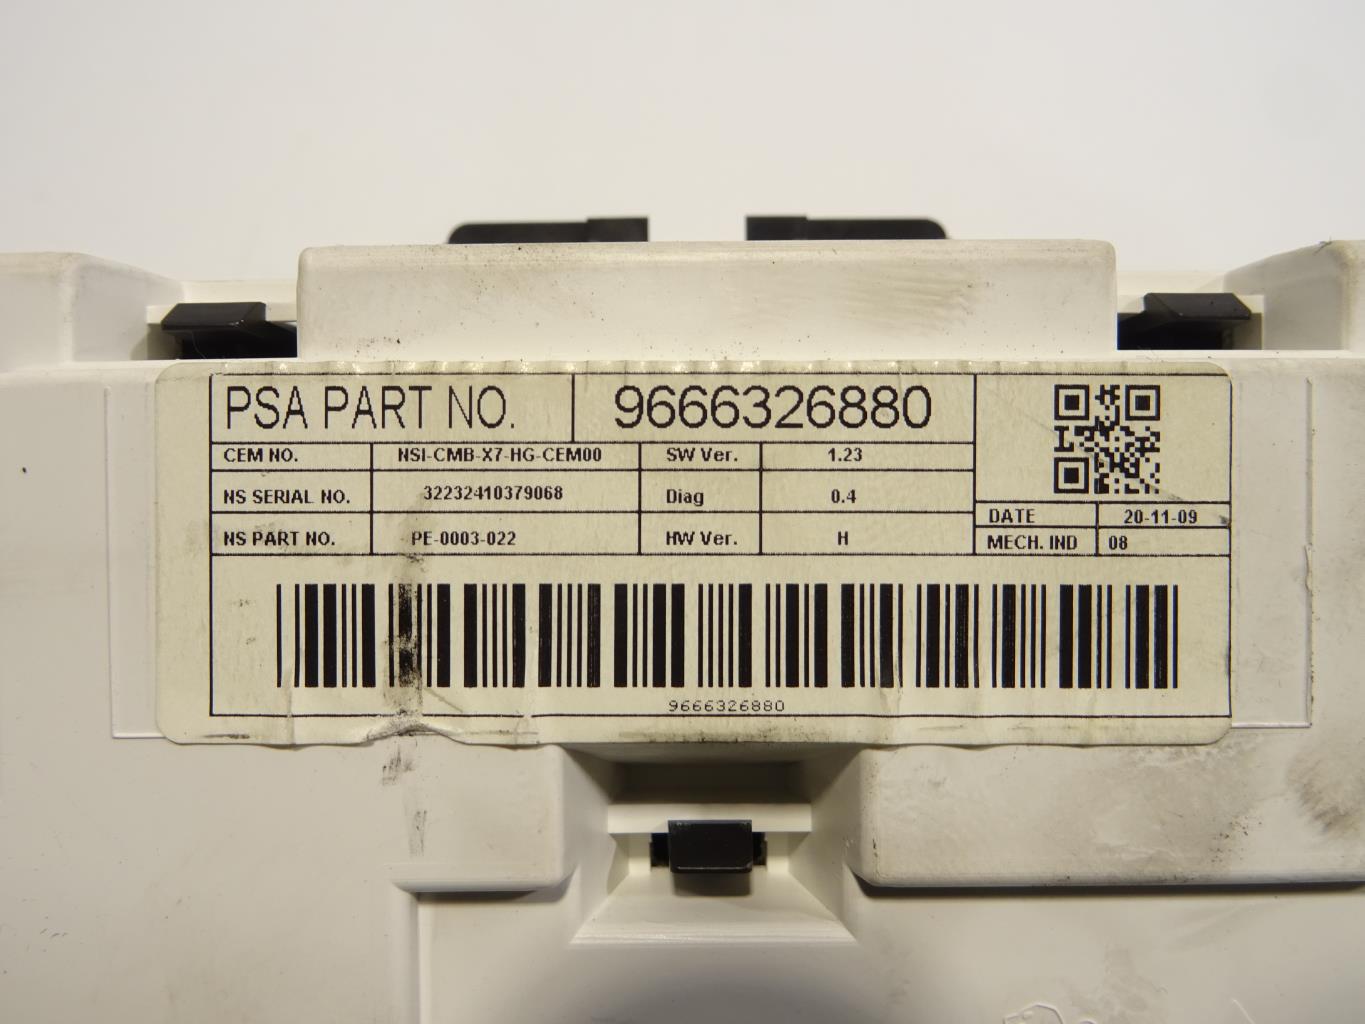 PSA PART NO. 9666326880
CEM NO. NSI-CMB-X7-HG-CEM00 SW Ver. 1.23
NS SERIAL NO. 32232410379068 Diag 0.4
DATE 20-11-09
NS PART NO. PE-0003-022 HW Ver. H
MECH. IND 08
9666326880